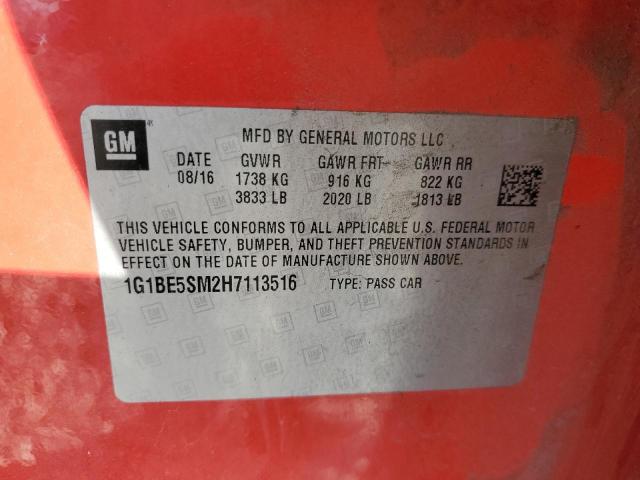 GM
MFD BY GENERAL MOTORS LLC
DATE GVWR GAWR FRT GAWR RR
08/16 1738 KG 916 KG 822 KG
3833 LB 2020 LB 1813 LB
THIS VEHICLE CONFORMS TO ALL APPLICABLE U.S. FEDERAL MOTOR
VEHICLE SAFETY, BUMPER, AND THEFT PREVENTION STANDARDS IN
EFFECT ON THE DATE OF MANUFACTURE SHOWN ABOVE.
1G1BE5SM2H7113516 TYPE: PASS CAR